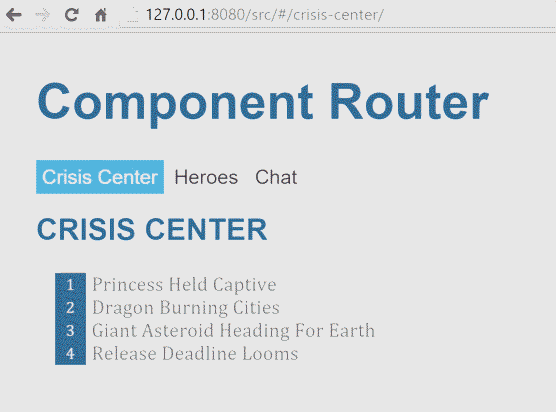 127.0.0.1:8080/src/#/crisis-center/
Component Router
Crisis Center Heroes Chat
CRISIS CENTER
1 Princess Held Captive
2 Dragon Burning Cities
3 Giant Asteroid Heading For Earth
4 Release Deadline Looms